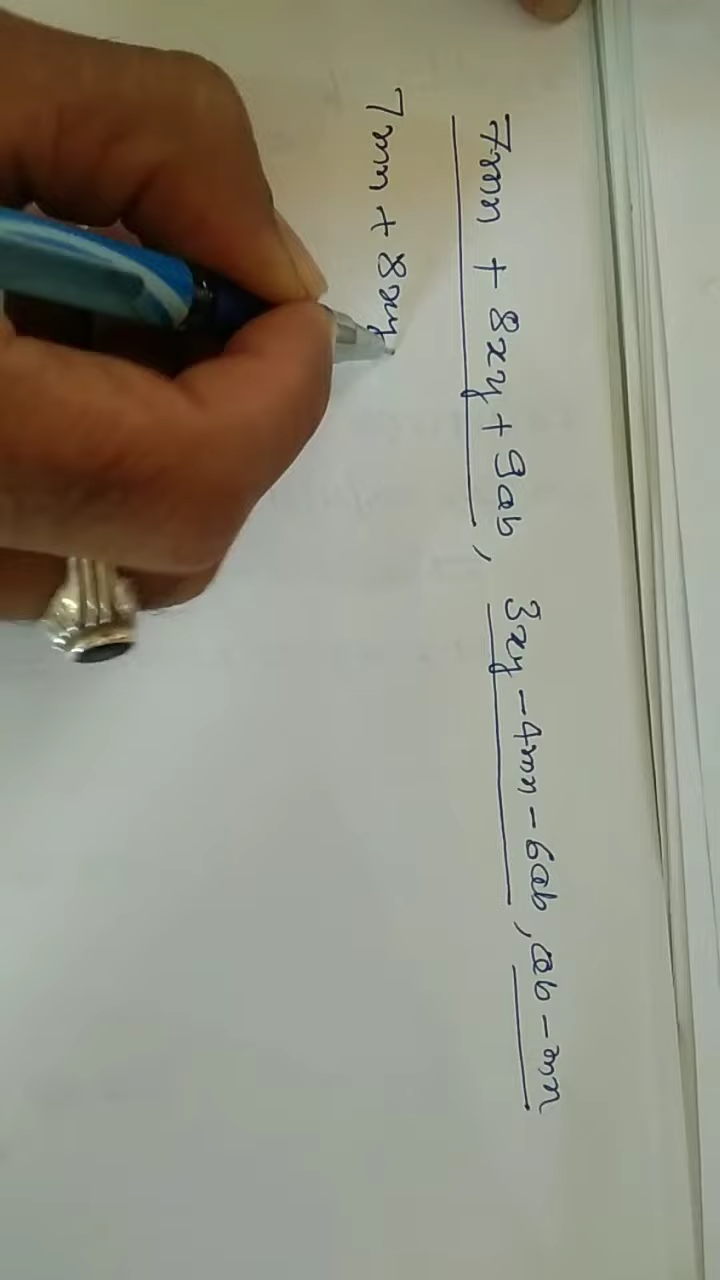 7mn + 8xy + 9ab, 3xy - 4mn - 6ab, ab - mn
7mn + 8xy